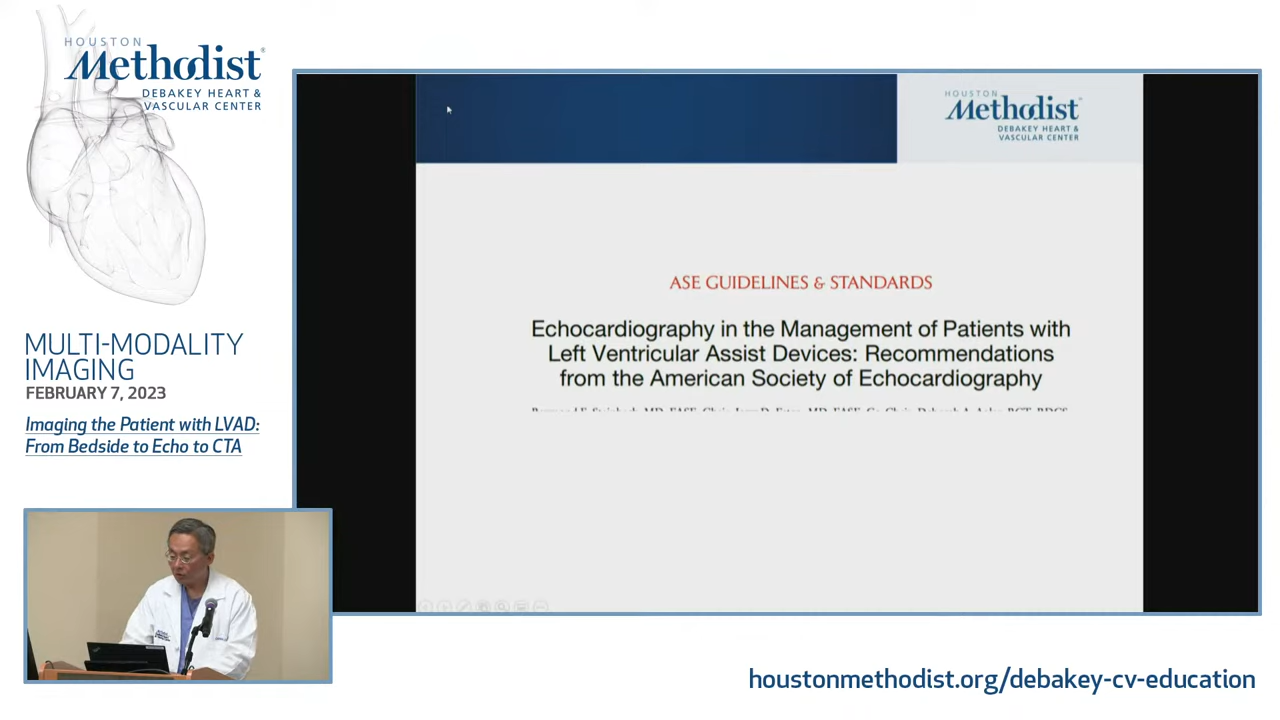 HOUSTON
Methodist®
DEBAKEY HEART &
VASCULAR CENTER
MULTI-MODALITY
IMAGING
FEBRUARY 7, 2023
Imaging the Patient with LVAD:
From Bedside to Echo to CTA
HOUSTON
Methodist
DEBAKEY HEART &
VASCULAR CENTER
ASE GUIDELINES & STANDARDS
Echocardiography in the Management of Patients with
Left Ventricular Assist Devices: Recommendations
from the American Society of Echocardiography
houstonmethodist.org/debakey-cv-education